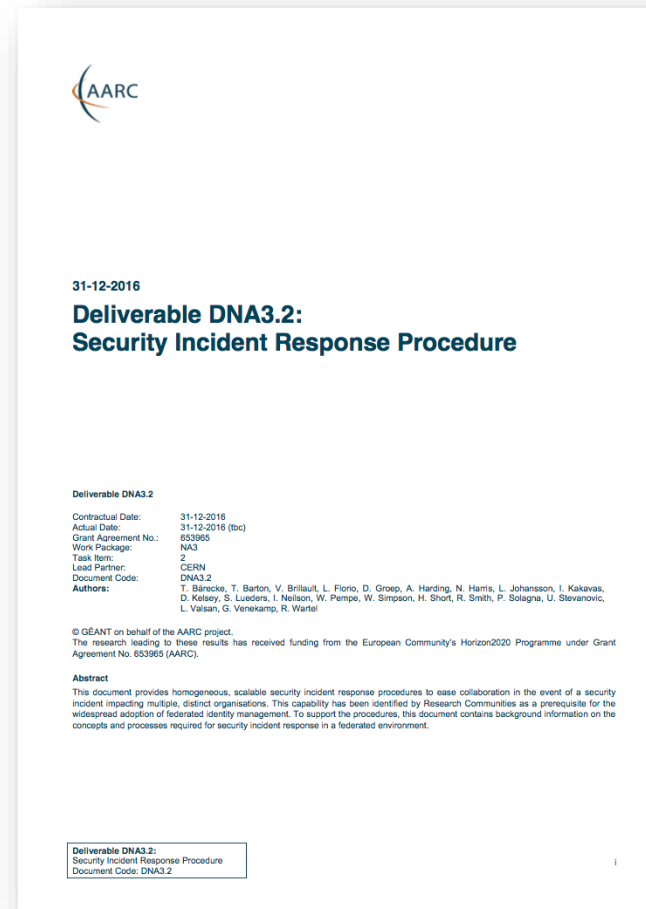 AARC
31-12-2016
Deliverable DNA3.2:
Security Incident Response Procedure
Deliverable DNA3.2
Contractual Date: 31-12-2016
Actual Date: 31-12-2016 (tbc)
Grant Agreement No.: 653965
Work Package: NA3
Task Item: 2
Lead Partner: CERN
Document Code: DNA3.2
Authors: T. Bärecke, T. Barton, V. Brillault, L. Florio, D. Groep, A. Harding, N. Harris, L. Johansson, I. Kakavas,
D. Kelsey, S. Lueders, I. Neilson, W. Pempe, W. Simpson, H. Short, R. Smith, P. Solagna, U. Stevanovic,
L. Valsan, G. Venekamp, R. Wartel
© GÉANT on behalf of the AARC project.
The research leading to these results has received funding from the European Community's Horizon2020 Programme under Grant
Agreement No. 653965 (AARC).
Abstract
This document provides homogeneous, scalable security incident response procedures to ease collaboration in the event of a security
incident impacting multiple, distinct organisations. This capability has been identified by Research Communities as a prerequisite for the
widespread adoption of federated identity management. To support the procedures, this document contains background information on the
concepts and processes required for security incident response in a federated environment.
Deliverable DNA3.2:
Security Incident Response Procedure
Document Code: DNA3.2
i